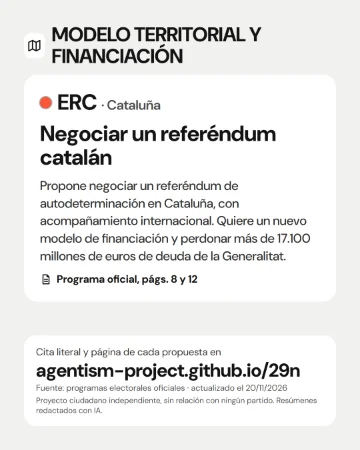 MODELO TERRITORIAL Y
FINANCIACIÓN
ERC · Cataluña
Negociar un referéndum
catalán
Propone negociar un referéndum de
autodeterminación en Cataluña, con
acompañamiento internacional. Quiere un nuevo
modelo de financiación y perdonar más de 17.100
millones de euros de deuda de la Generalitat.
Programa oficial, págs. 8 y 12
Cita literal y página de cada propuesta en
agentism-project.github.io/29n
Fuente: programas electorales oficiales · actualizado el 20/11/2026
Proyecto ciudadano independiente, sin relación con ningún partido. Resúmenes
redactados con IA.